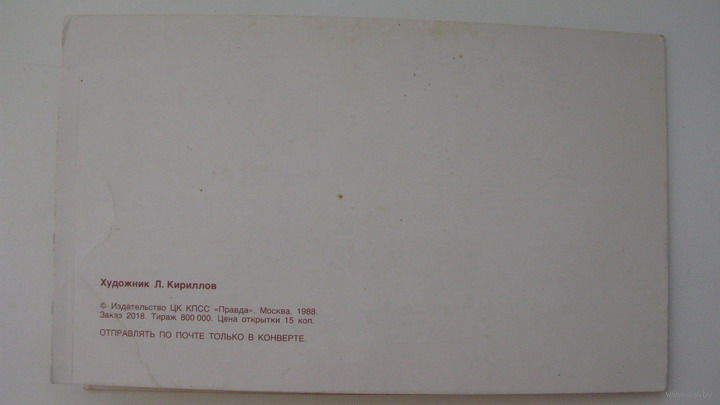 Художник Л. Кириллов
© Издательство ЦК КПСС «Правда». Москва. 1988.
Заказ 2018. Тираж 800 000. Цена открытки 15 коп.
ОТПРАВЛЯТЬ ПО ПОЧТЕ ТОЛЬКО В КОНВЕРТЕ.